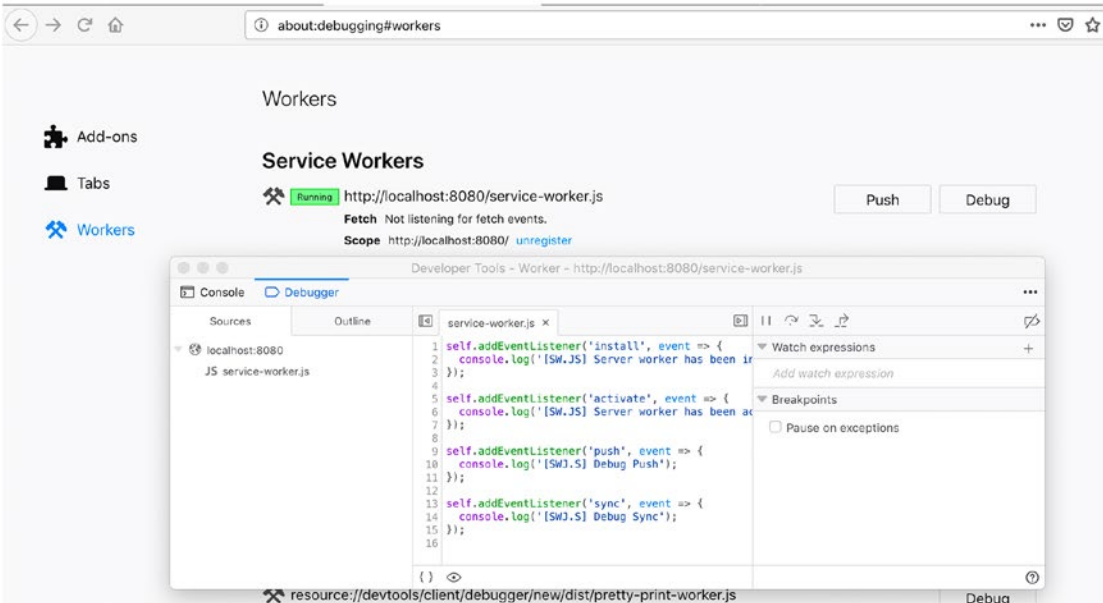 about:debugging#workers
Workers
Add-ons
Tabs
Workers
Service Workers
Running http://localhost:8080/service-worker.js
Push
Debug
Fetch Not listening for fetch events.
Scope http://localhost:8080/ unregister
Developer Tools - Worker - http://localhost:8080/service-worker.js
Console
Debugger
Sources
Outline
service-worker.js ×
localhost:8080
JS service-worker.js
1 self.addEventListener('install', event => {
2 console.log('[SW.JS] Server worker has been in
3 });
4
5 self.addEventListener('activate', event => {
6 console.log('[SW.JS] Server worker has been ac
7 });
8
9 self.addEventListener('push', event => {
10 console.log('[SWJ.S] Debug Push');
11 });
12
13 self.addEventListener('sync', event => {
14 console.log('[SWJ.S] Debug Sync');
15 });
16
{ }
Watch expressions
Add watch expression
Breakpoints
Pause on exceptions
resource://devtools/client/debugger/new/dist/pretty-print-worker.js
Debug